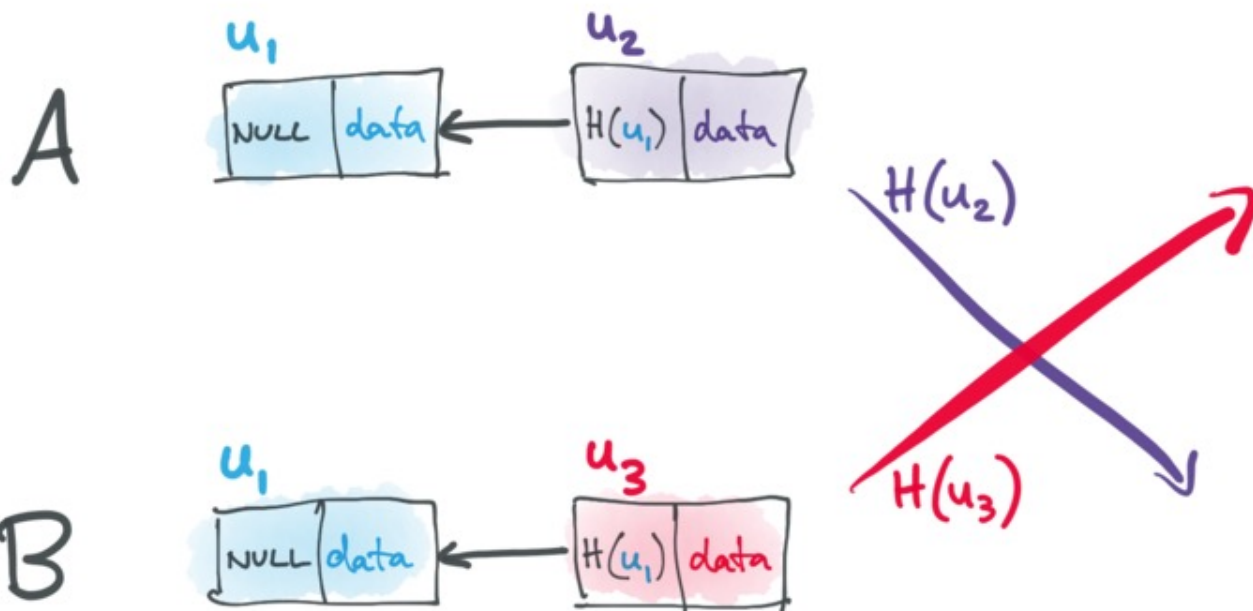 u₁ u₂
A NULL data H(u₁) data
H(u₂)
u₁ u₃
H(u₃)
B NULL data H(u₁) data